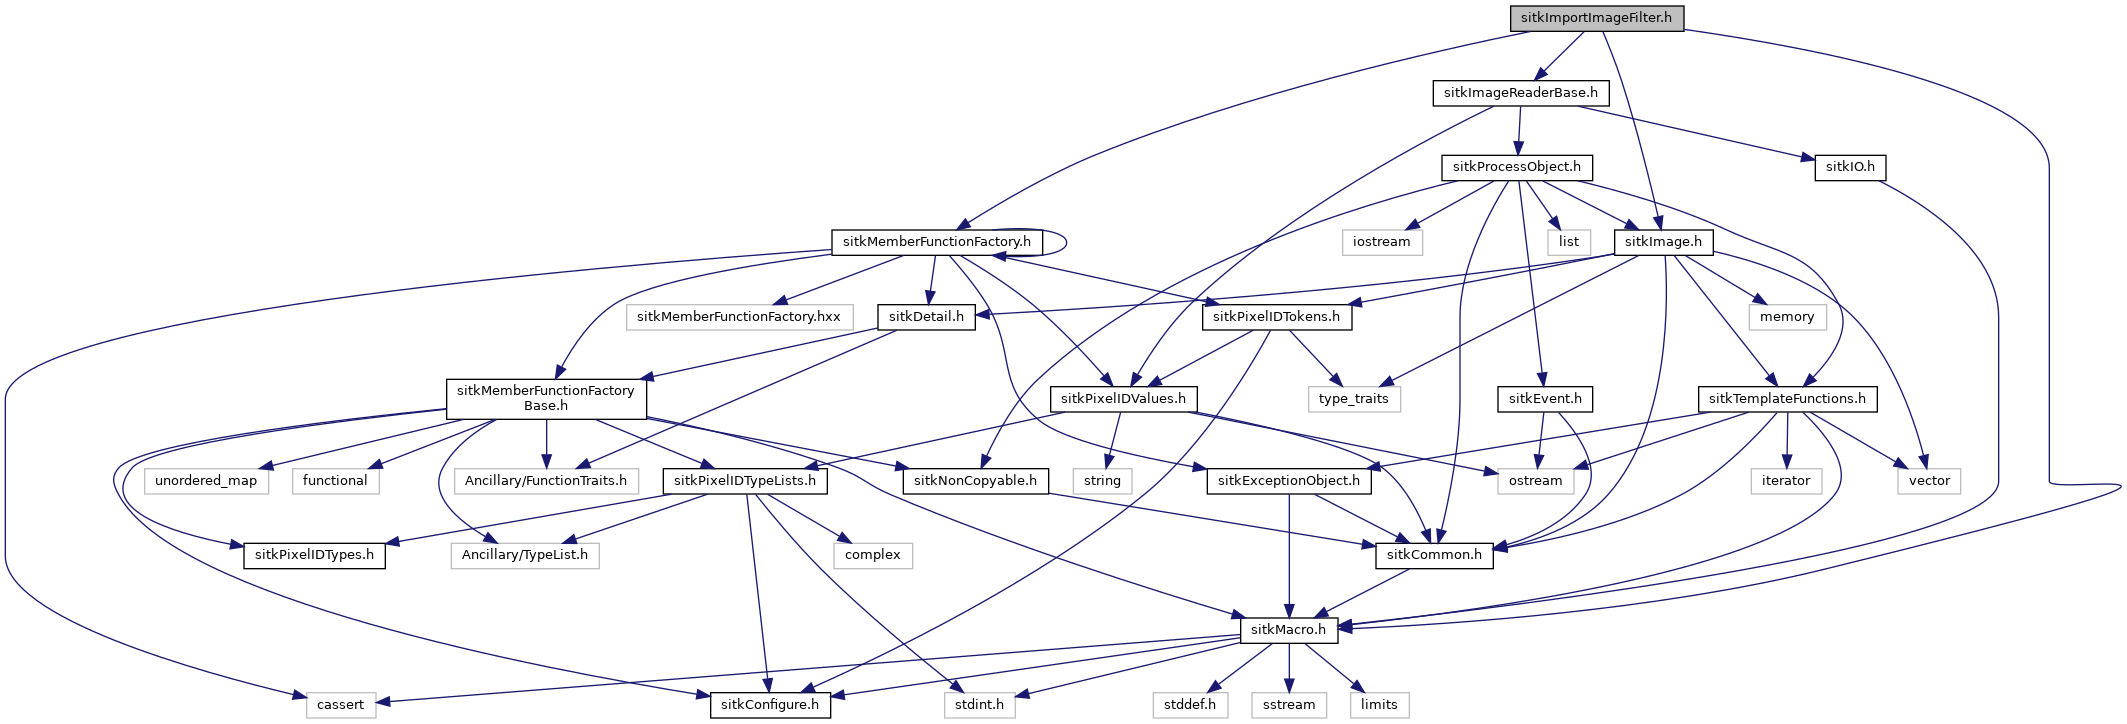 sitkImportImageFilter.h
sitkImageReaderBase.h
sitkProcessObject.h
sitkIO.h
sitkMemberFunctionFactory.h
iostream
list
sitkImage.h
sitkMemberFunctionFactory.hxx
sitkDetail.h
sitkPixelIDTokens.h
memory
sitkMemberFunctionFactory
Base.h
sitkPixelIDValues.h
type_traits
sitkEvent.h
sitkTemplateFunctions.h
unordered_map
functional
Ancillary/FunctionTraits.h
sitkPixelIDTypeLists.h
sitkNonCopyable.h
string
sitkExceptionObject.h
ostream
iterator
vector
sitkPixelIDTypes.h
Ancillary/TypeList.h
complex
sitkCommon.h
sitkMacro.h
cassert
sitkConfigure.h
stdint.h
stddef.h
sstream
limits